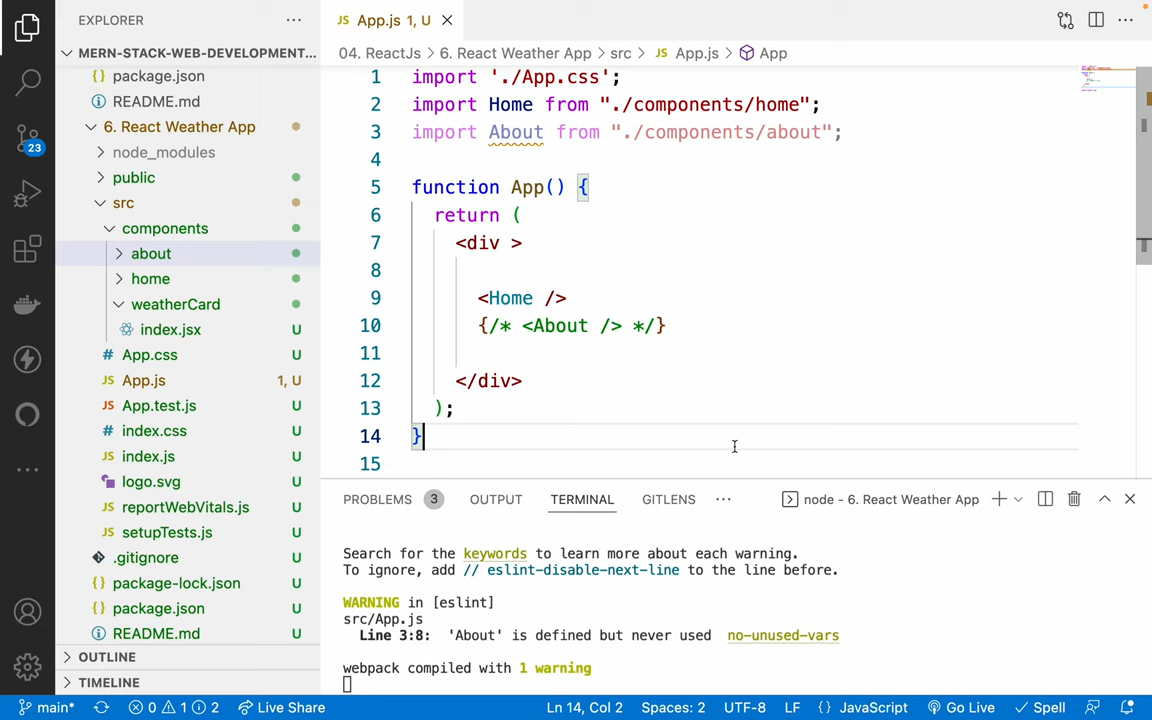 EXPLORER
MERN-STACK-WEB-DEVELOPMENT...
package.json
README.md
6. React Weather App
node_modules
public
src
components
about
home
weatherCard
index.jsx U
App.css U
App.js 1, U
App.test.js U
index.css U
index.js U
logo.svg U
reportWebVitals.js U
setupTests.js U
.gitignore U
package-lock.json U
package.json U
README.md U
OUTLINE
TIMELINE
23
JS App.js 1, U
04. ReactJs > 6. React Weather App > src > JS App.js > App
1 import './App.css';
2 import Home from "./components/home";
3 import About from "./components/about";
4
5 function App() {
6 return (
7 <div >
8
9 <Home />
10 {/* <About /> */}
11
12 </div>
13 );
14 }
15
PROBLEMS 3 OUTPUT TERMINAL GITLENS ... node - 6. React Weather App
Search for the keywords to learn more about each warning.
To ignore, add // eslint-disable-next-line to the line before.
WARNING in [eslint]
src/App.js
Line 3:8: 'About' is defined but never used no-unused-vars
webpack compiled with 1 warning
main* 0 1 2 Live Share Ln 14, Col 2 Spaces: 2 UTF-8 LF {} JavaScript Go Live Spell